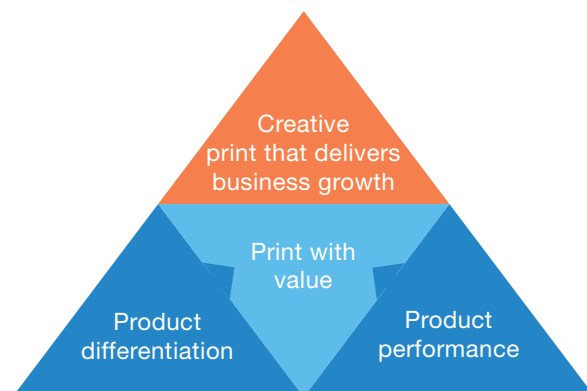 Creative
print that delivers
business growth
Print with
value
Product
differentiation
Product
performance